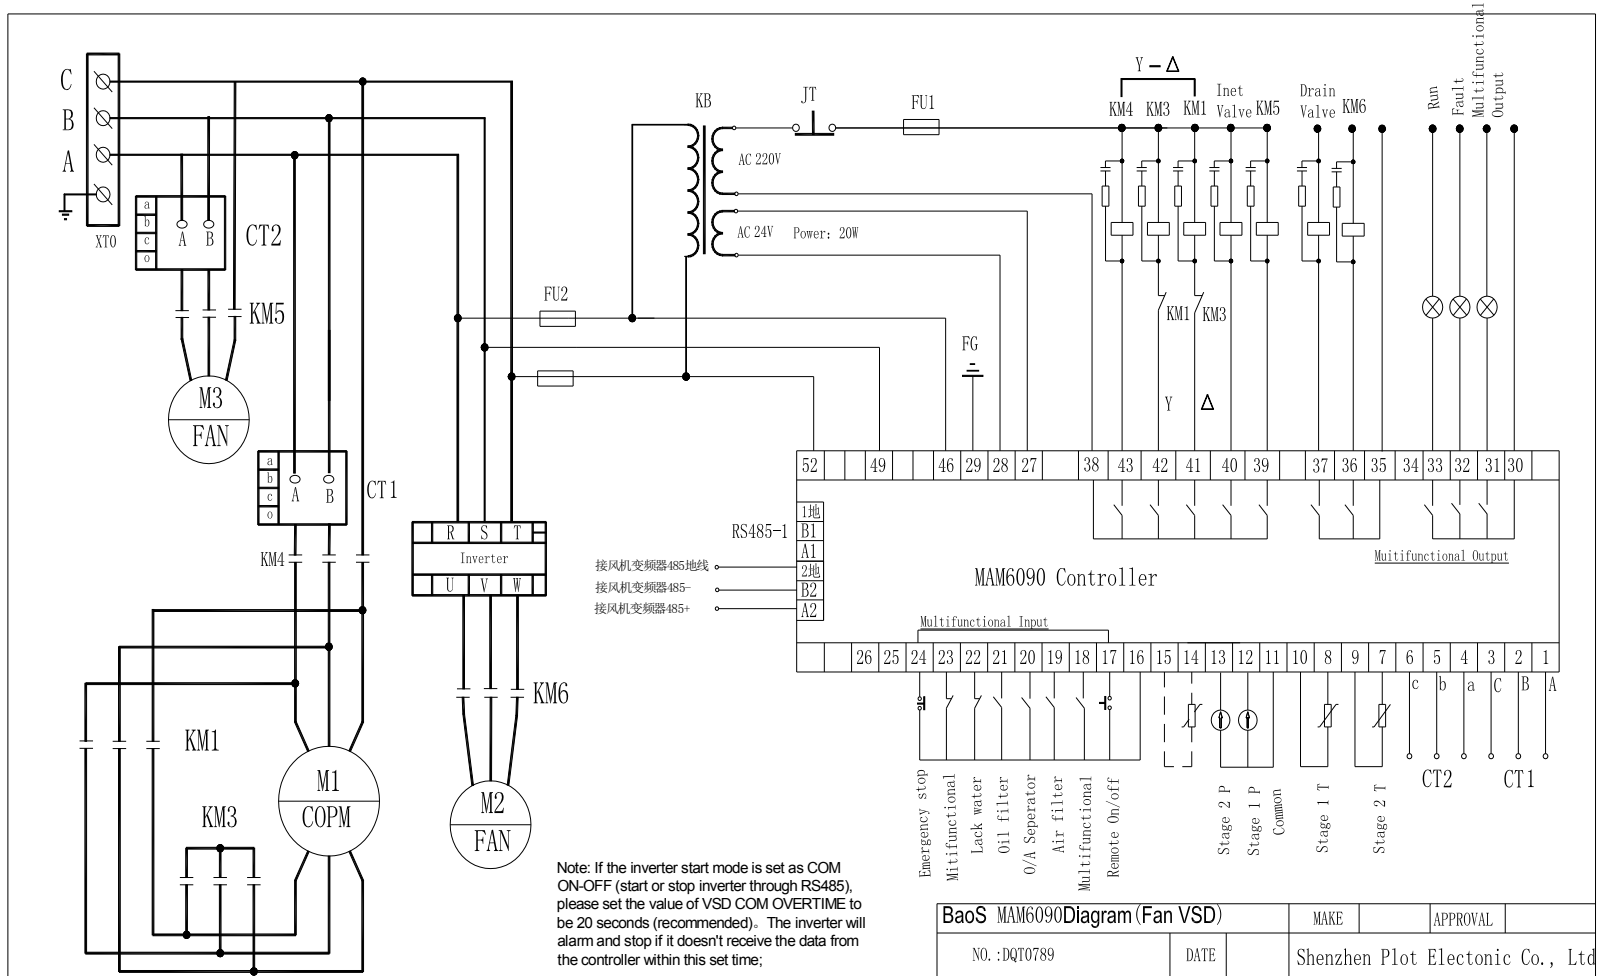 C
B
A
XT0
a
b
c
o
A
B
CT2
KM5
M3
FAN
a
b
c
o
A
B
CT1
KM4
KM1
KM3
M1
COPM
R
S
T
Inverter
U
V
W
KM6
M2
FAN
FU2
KB
AC 220V
AC 24V
Power: 20W
JT
FU1
FG
Y-Δ
KM4
KM3
KM1
Inet
Valve
KM5
Drain
Valve
KM6
Run
Fault
Multifunctional
Output
KM1
KM3
Y
Δ
52
49
46
29
28
27
38
43
42
41
40
39
37
36
35
34
33
32
31
30
RS485-1
1地
B1
A1
2地
B2
A2
接风机变频器485地线
接风机变频器485-
接风机变频器485+
MAM6090 Controller
Muitifunctional Output
Multifunctional Input
26
25
24
23
22
21
20
19
18
17
16
15
14
13
12
11
10
8
9
7
6
5
4
3
2
1
c
b
a
C
B
A
CT2
CT1
Emergency stop
Mitifunctional
Lack water
Oil filter
O/A Seperator
Air filter
Multifunctional
Remote On/off
Stage 2 P
Stage 1 P
Common
Stage 1 T
Stage 2 T
Note: If the inverter start mode is set as COM
ON-OFF (start or stop inverter through RS485),
please set the value of VSD COM OVERTIME to
be 20 seconds (recommended)。The inverter will
alarm and stop if it doesn't receive the data from
the controller within this set time;
BaoS MAM6090Diagram(Fan VSD)
MAKE
APPROVAL
NO.:DQT0789
DATE
Shenzhen Plot Electonic Co., Ltd